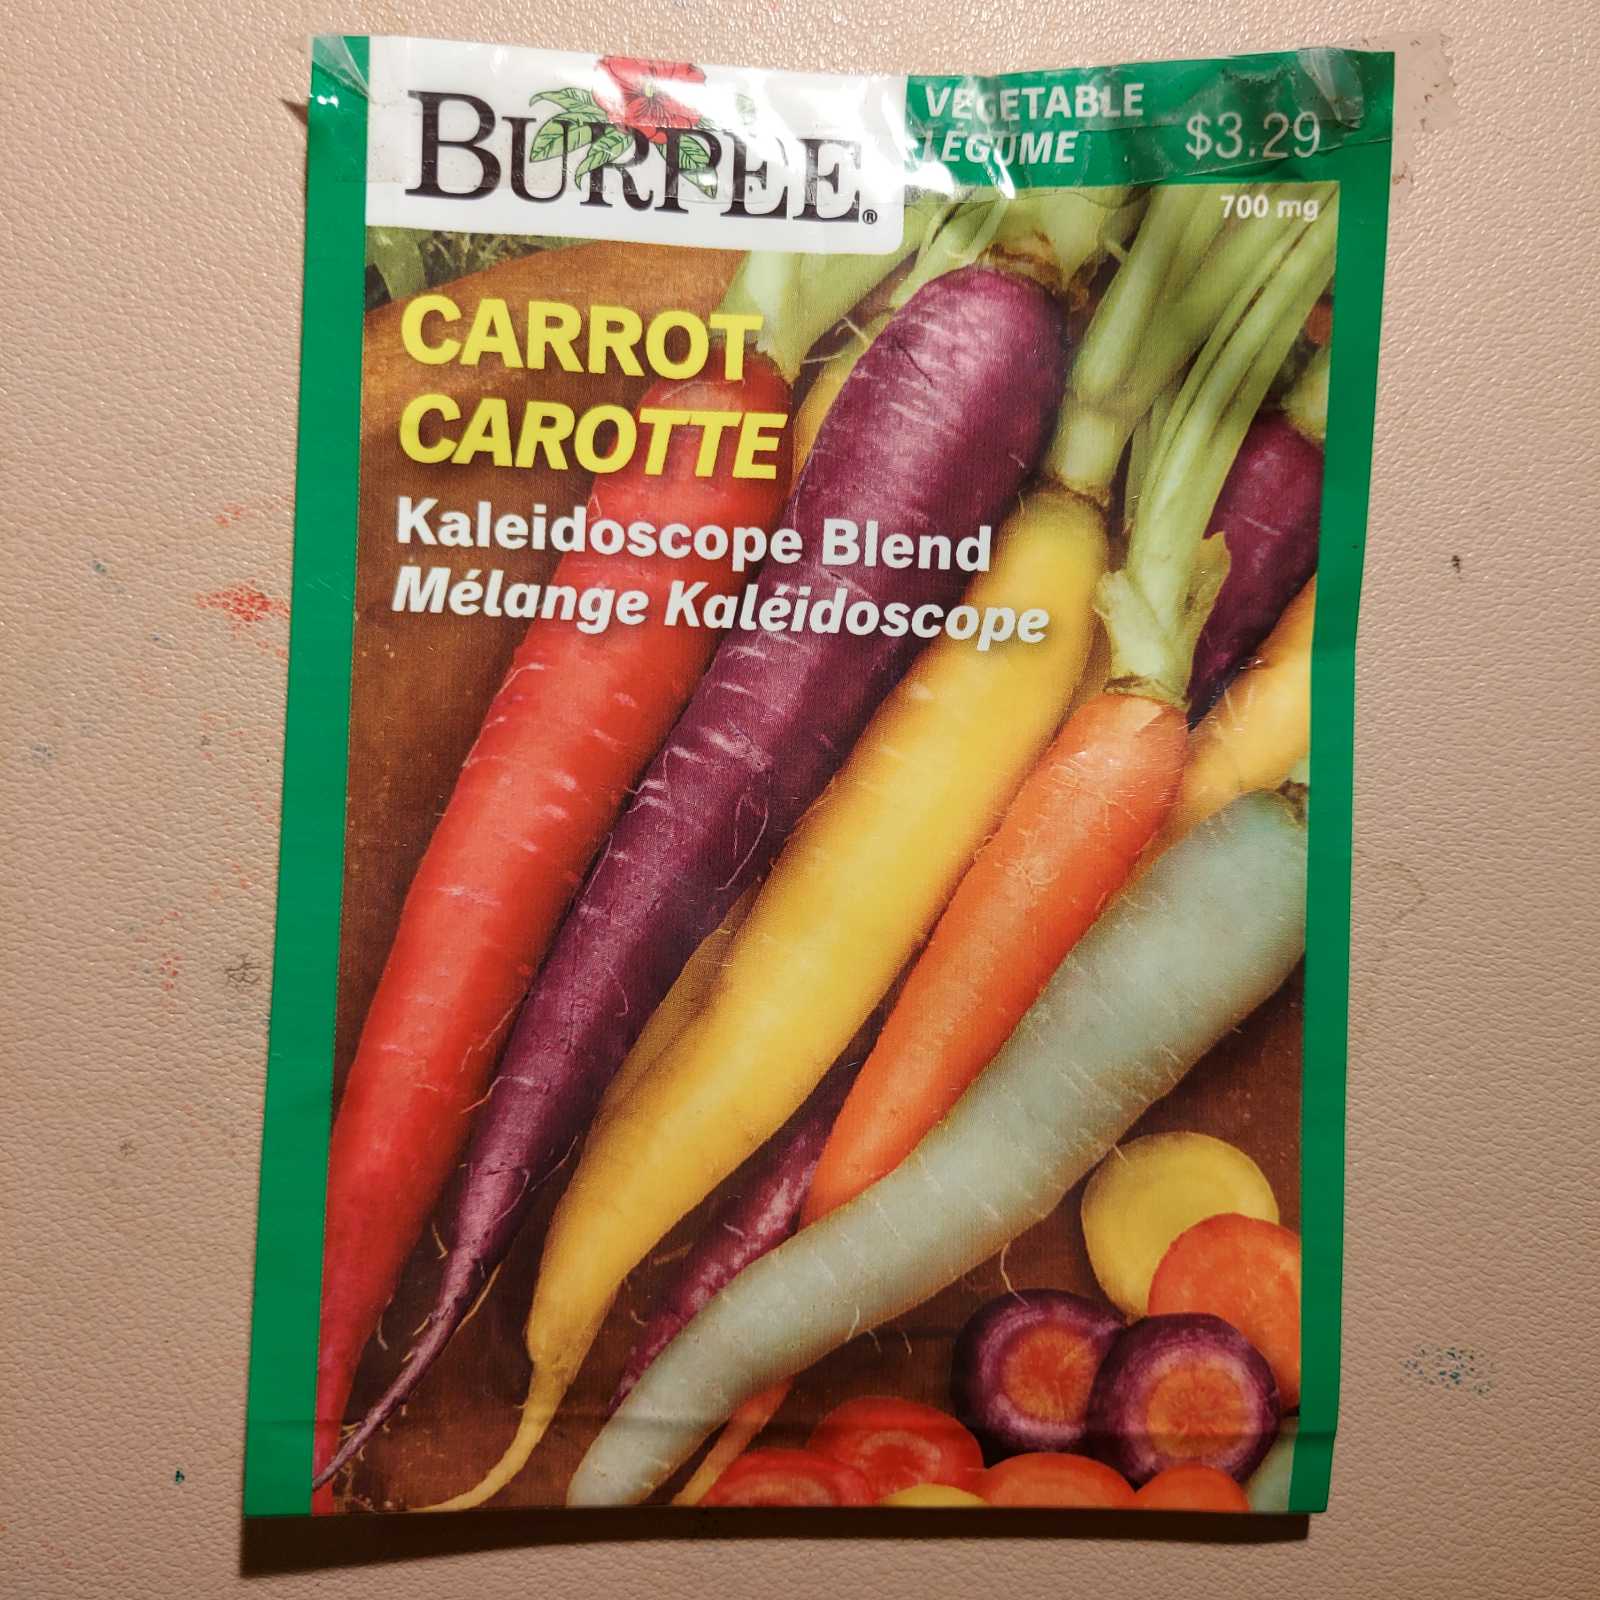 BURPEE®
VEGETABLE
LÉGUME
$3.29
700 mg
CARROT
CAROTTE
Kaleidoscope Blend
Mélange Kaléidoscope